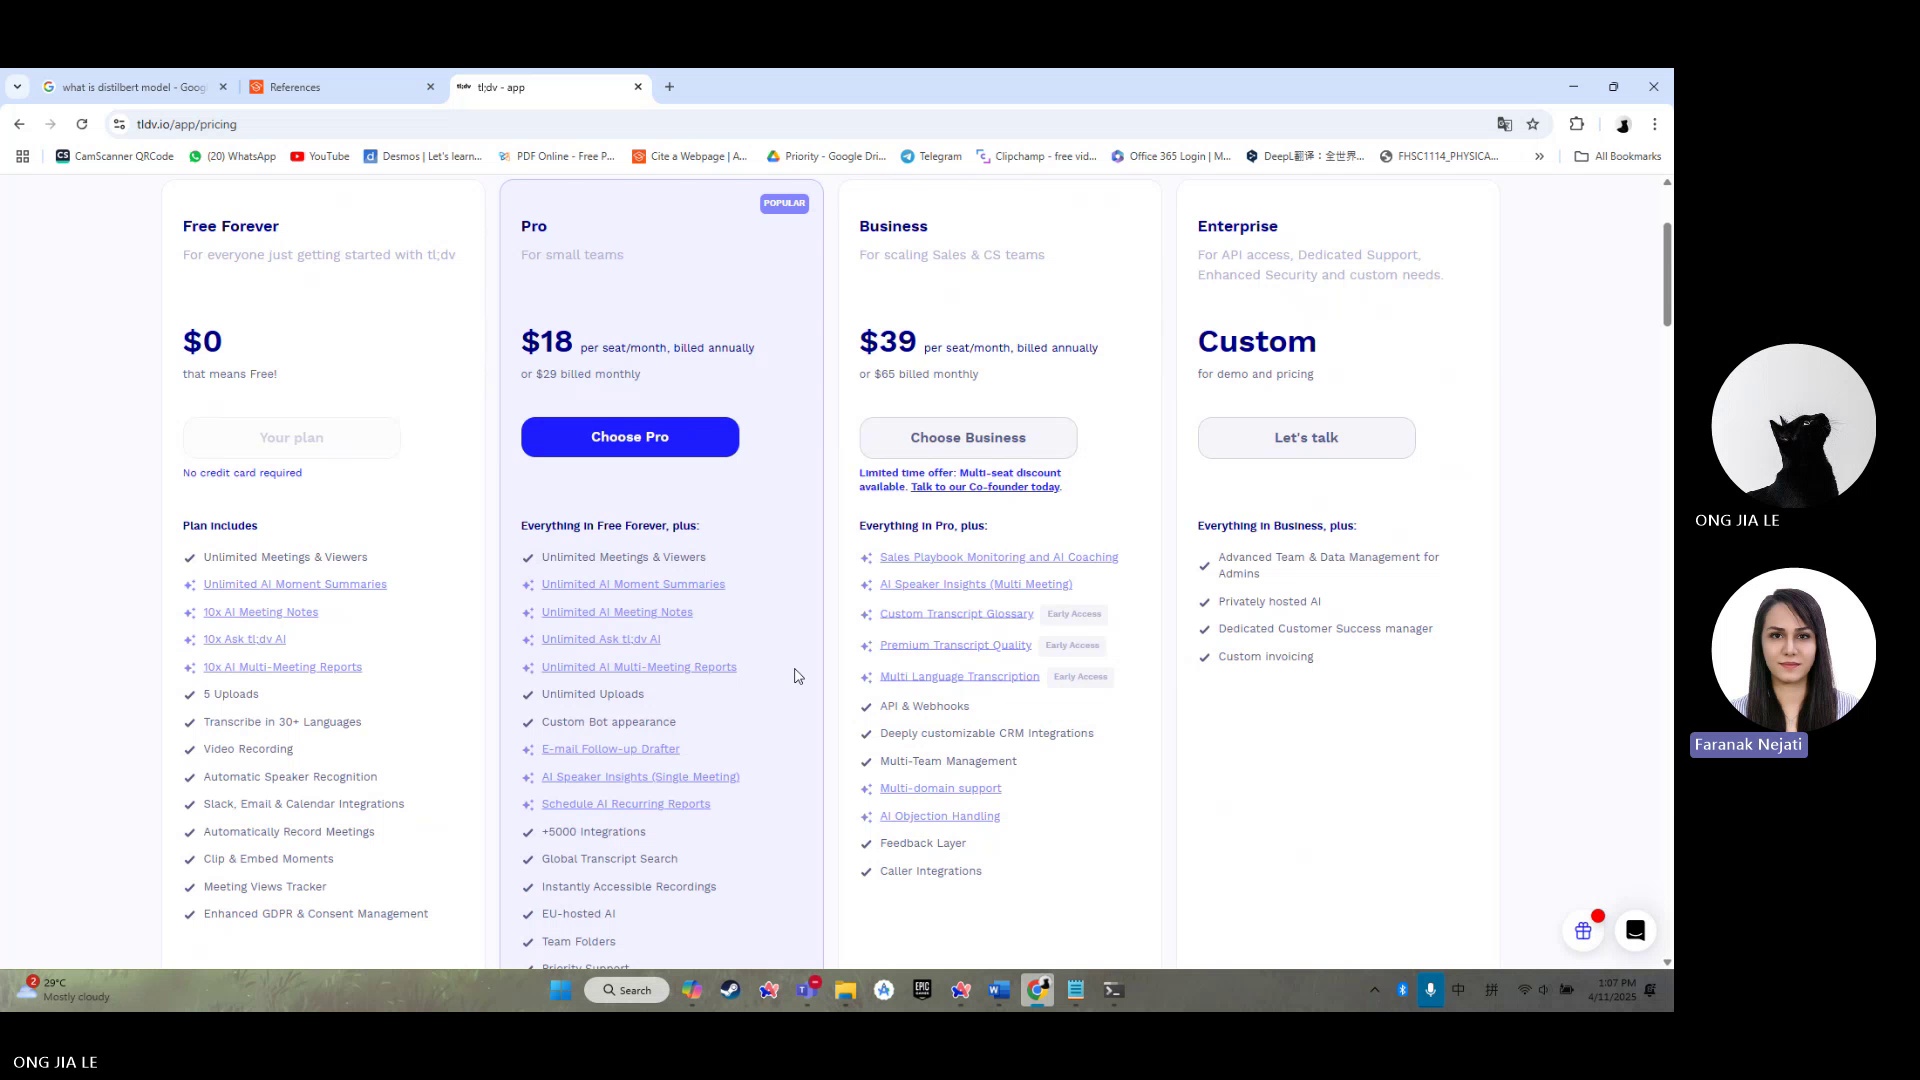 what is distilbert model - Goog
References
tl;dv tl;dv - app
tldv.io/app/pricing
CamScanner QRCode
(20) WhatsApp
YouTube
Desmos | Let's learn...
PDF Online - Free P...
Cite a Webpage | A...
Priority - Google Dri...
Telegram
Clipchamp - free vid...
Office 365 Login | M...
DeepL翻译：全世界...
FHSC1114_PHYSICA...
»
All Bookmarks
Free Forever
For everyone just getting started with tl;dv
$0
that means Free!
Your plan
No credit card required
Plan includes
Unlimited Meetings & Viewers
Unlimited AI Moment Summaries
10x AI Meeting Notes
10x Ask tl;dv AI
10x AI Multi-Meeting Reports
5 Uploads
Transcribe in 30+ Languages
Video Recording
Automatic Speaker Recognition
Slack, Email & Calendar Integrations
Automatically Record Meetings
Clip & Embed Moments
Meeting Views Tracker
Enhanced GDPR & Consent Management
POPULAR
Pro
For small teams
$18 per seat/month, billed annually
or $29 billed monthly
Choose Pro
Everything in Free Forever, plus:
Unlimited Meetings & Viewers
Unlimited AI Moment Summaries
Unlimited AI Meeting Notes
Unlimited Ask tl;dv AI
Unlimited AI Multi-Meeting Reports
Unlimited Uploads
Custom Bot appearance
E-mail Follow-up Drafter
AI Speaker Insights (Single Meeting)
Schedule AI Recurring Reports
+5000 Integrations
Global Transcript Search
Instantly Accessible Recordings
EU-hosted AI
Team Folders
Priority Support
Business
For scaling Sales & CS teams
$39 per seat/month, billed annually
or $65 billed monthly
Choose Business
Limited time offer: Multi-seat discount
available. Talk to our Co-founder today.
Everything in Pro, plus:
Sales Playbook Monitoring and AI Coaching
AI Speaker Insights (Multi Meeting)
Custom Transcript Glossary Early Access
Premium Transcript Quality Early Access
Multi Language Transcription Early Access
API & Webhooks
Deeply customizable CRM Integrations
Multi-Team Management
Multi-domain support
AI Objection Handling
Feedback Layer
Caller Integrations
Enterprise
For API access, Dedicated Support,
Enhanced Security and custom needs.
Custom
for demo and pricing
Let's talk
Everything in Business, plus:
Advanced Team & Data Management for
Admins
Privately hosted AI
Dedicated Customer Success manager
Custom invoicing
ONG JIA LE
Faranak Nejati
2
29°C
Mostly cloudy
Search
EPIC
GAMES
中
拼
1:07 PM
4/11/2025
ONG JIA LE